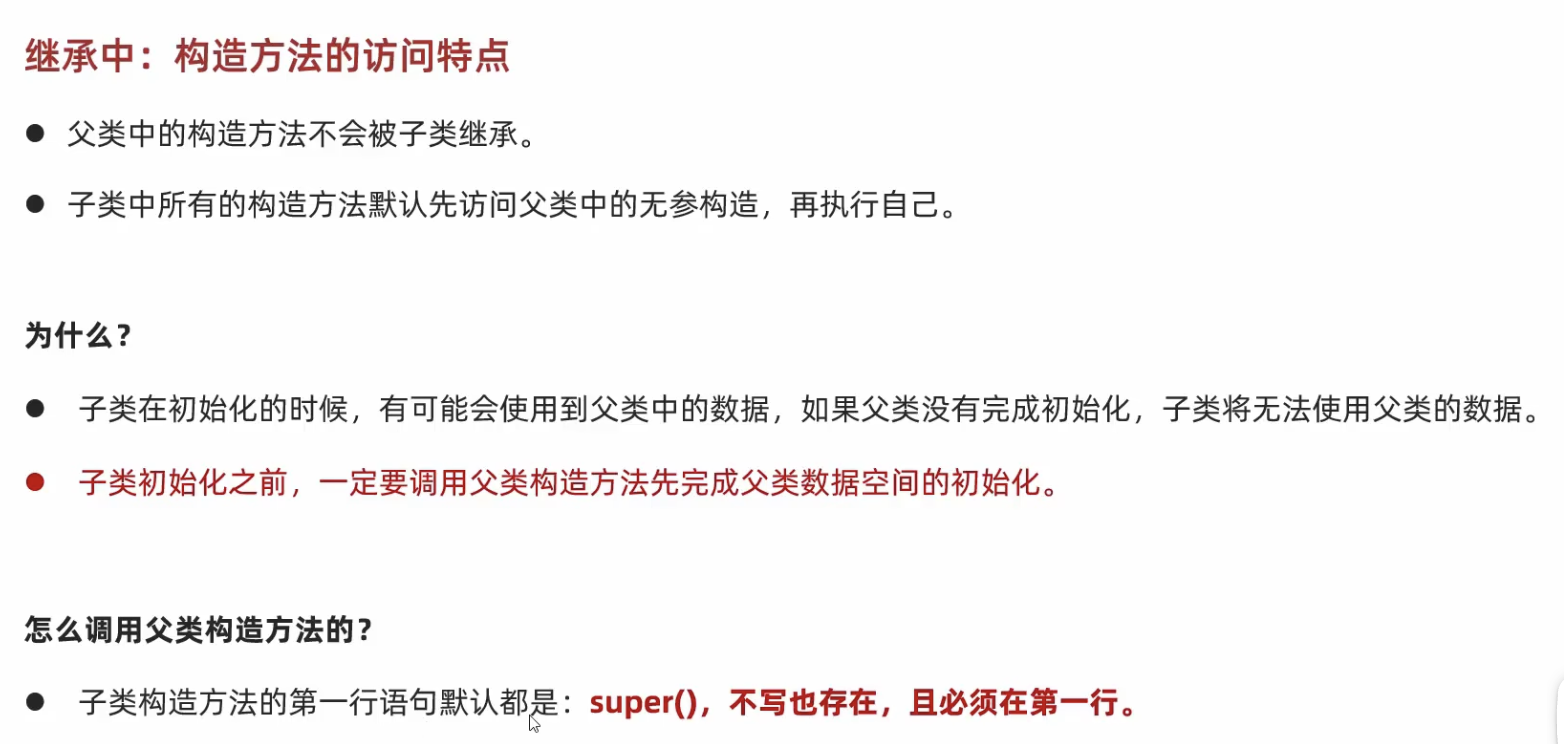 继承中：构造方法的访问特点
● 父类中的构造方法不会被子类继承。
● 子类中所有的构造方法默认先访问父类中的无参构造，再执行自己。
为什么？
● 子类在初始化的时候，有可能会使用到父类中的数据，如果父类没有完成初始化，子类将无法使用父类的数据。
● 子类初始化之前，一定要调用父类构造方法先完成父类数据空间的初始化。
怎么调用父类构造方法的？
● 子类构造方法的第一行语句默认都是：super()，不写也存在，且必须在第一行。